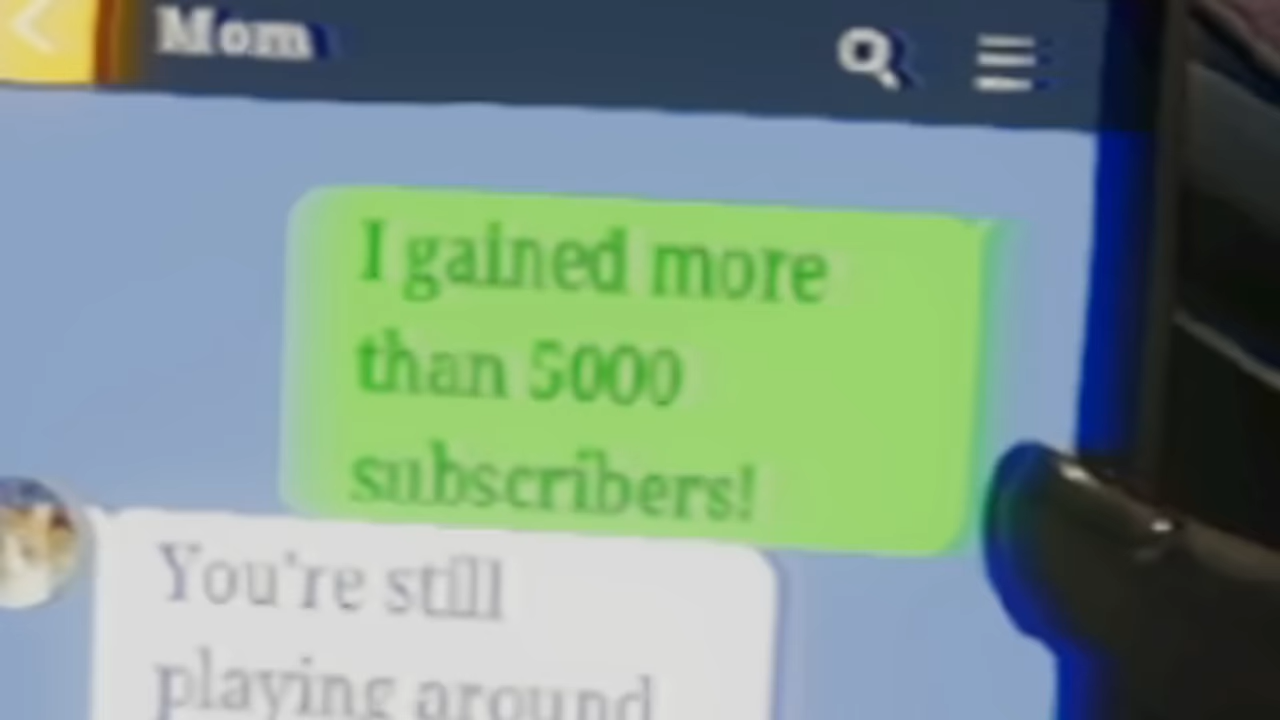 Mom
I gained more
than 5000
subscribers!
You're still
playing around